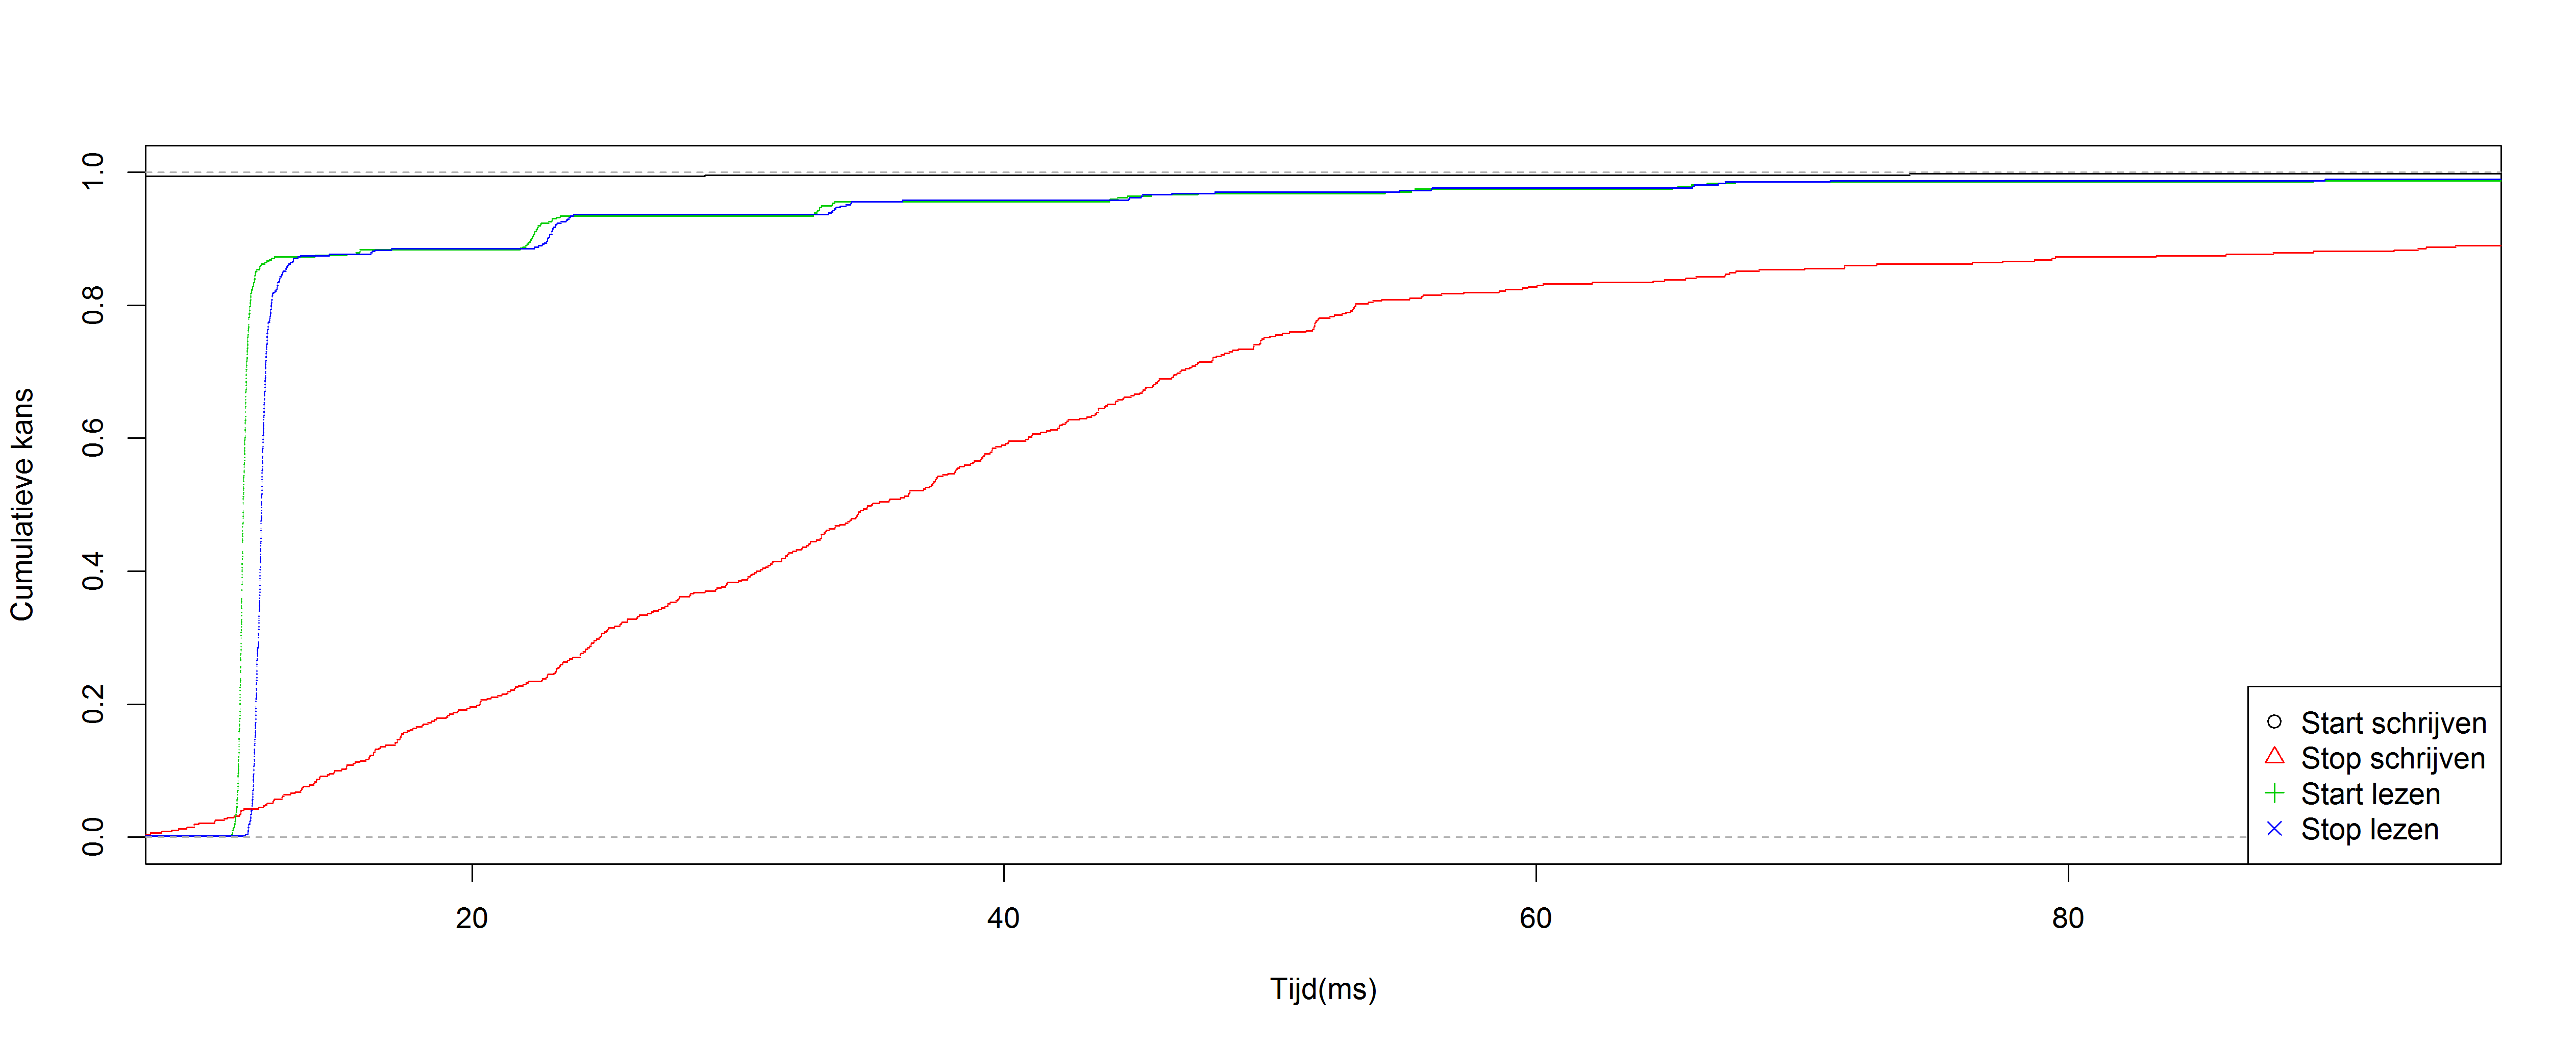 Cumulatieve kans
1.0
0.8
0.6
0.4
0.2
0.0
20 40 60 80
Tijd(ms)
Start schrijven
Stop schrijven
Start lezen
Stop lezen